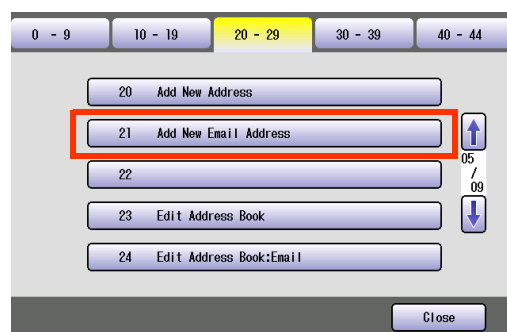 0 - 9 10 - 19 20 - 29 30 - 39 40 - 44
20 Add New Address
21 Add New Email Address
22
23 Edit Address Book
24 Edit Address Book:Email
05
/
09
Close